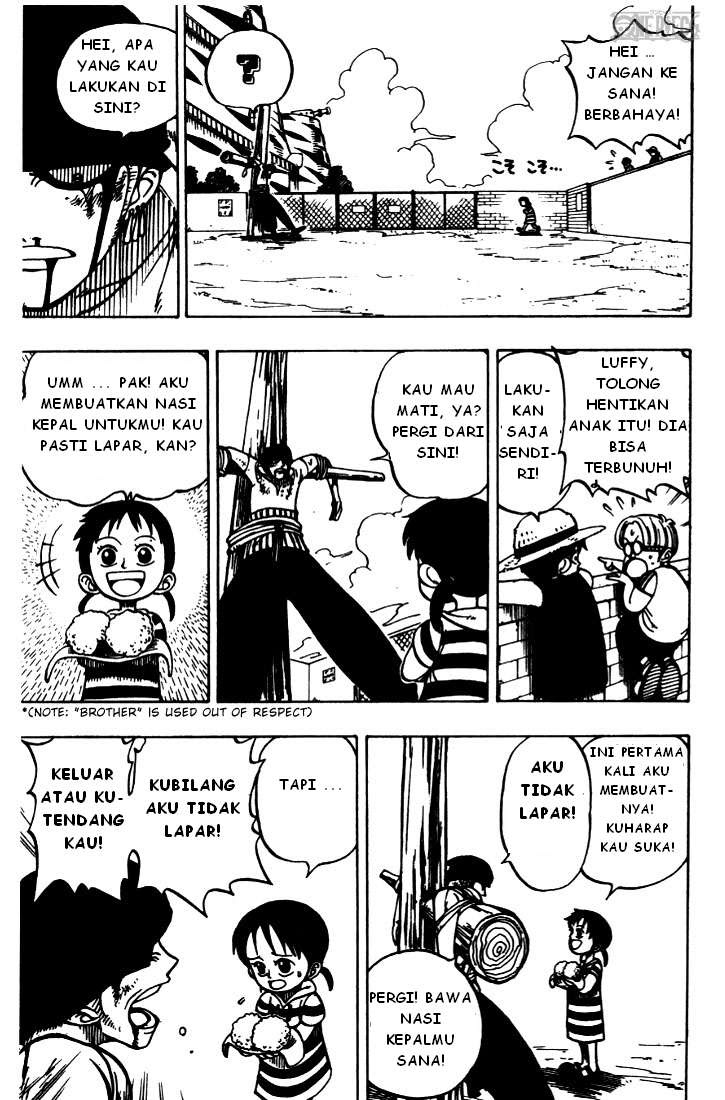 ONE PIECE
HEI ...
JANGAN KE
SANA!
BERBAHAYA!
こそ こそ…
?
HEI, APA
YANG KAU
LAKUKAN DI
SINI?
LUFFY,
TOLONG
HENTIKAN
ANAK ITU! DIA
BISA
TERBUNUH!
LAKU-
KAN
SAJA
SENDI-
RI!
KAU MAU
MATI, YA?
PERGI DARI
SINI!
UMM ... PAK! AKU
MEMBUATKAN NASI
KEPAL UNTUKMU! KAU
PASTI LAPAR, KAN?
*(NOTE: "BROTHER" IS USED OUT OF RESPECT)
INI PERTAMA
KALI AKU
MEMBUAT-
NYA!
KUHARAP
KAU SUKA!
AKU
TIDAK
LAPAR!
PERGI! BAWA
NASI
KEPALMU
SANA!
TAPI ...
KUBILANG
AKU TIDAK
LAPAR!
KELUAR
ATAU KU-
TENDANG
KAU!